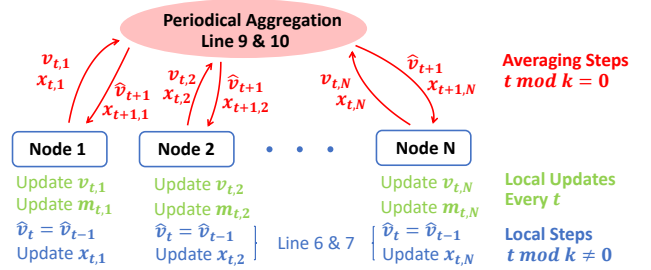 Periodical Aggregation
Line 9 & 10
v_{t,1}
x_{t,1}
v̂_{t+1}
x_{t+1,1}
v_{t,2}
x_{t,2}
v̂_{t+1}
x_{t+1,2}
v_{t,N}
x_{t,N}
v̂_{t+1}
x_{t+1,N}
Averaging Steps
t mod k = 0
Node 1
Node 2
• • •
Node N
Update v_{t,1}
Update m_{t,1}
v̂_t = v̂_{t−1}
Update x_{t,1}
Update v_{t,2}
Update m_{t,2}
v̂_t = v̂_{t−1}
Update x_{t,2}
} Line 6 & 7 {
Update v_{t,N}
Update m_{t,N}
v̂_t = v̂_{t−1}
Update x_{t,N}
Local Updates
Every t
Local Steps
t mod k ≠ 0